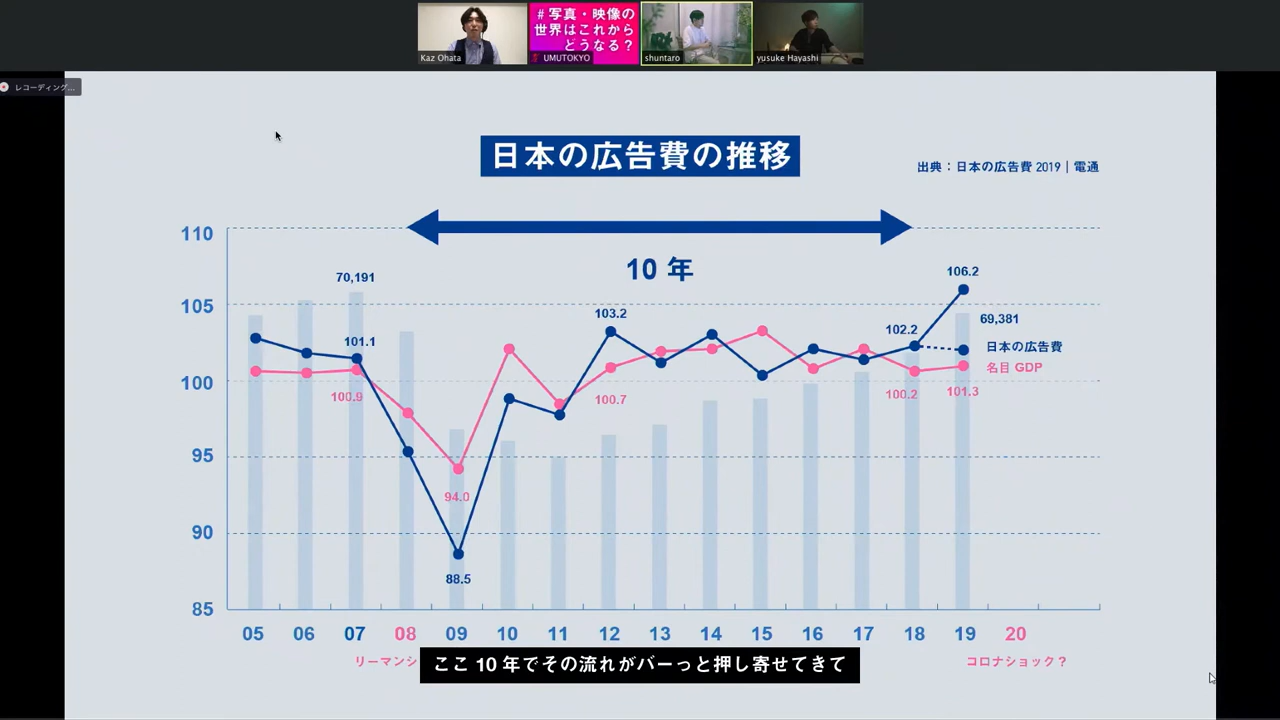 #写真・映像の
世界はこれから
どうなる?
Kaz Ohata
UMUTOKYO
shuntaro
yusuke Hayashi
レコーディング...
日本の広告費の推移
出典:日本の広告費 2019|電通
10 年
110
105
100
95
90
85
70,191
101.1
100.9
94.0
88.5
103.2
100.7
102.2
100.2
106.2
69,381
日本の広告費
名目 GDP
101.3
05 06 07 08 09 10 11 12 13 14 15 16 17 18 19 20
リーマンシ
コロナショック?
ここ 10 年でその流れがバーっと押し寄せてきて